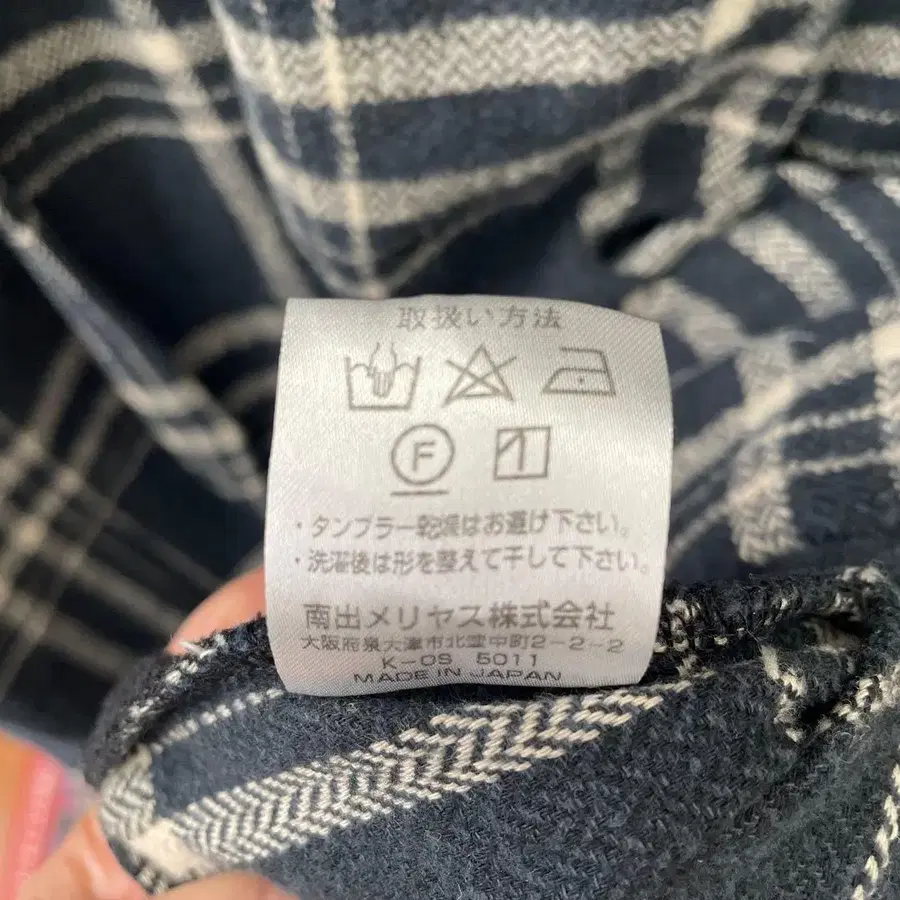 取扱い方法
F
・タンブラー乾燥はお避け下さい。
・洗濯後は形を整えて干して下さい。
南出メリヤス株式会社
大阪府泉大津市北豊中町2-2-2
K-OS 5011
MADE IN JAPAN